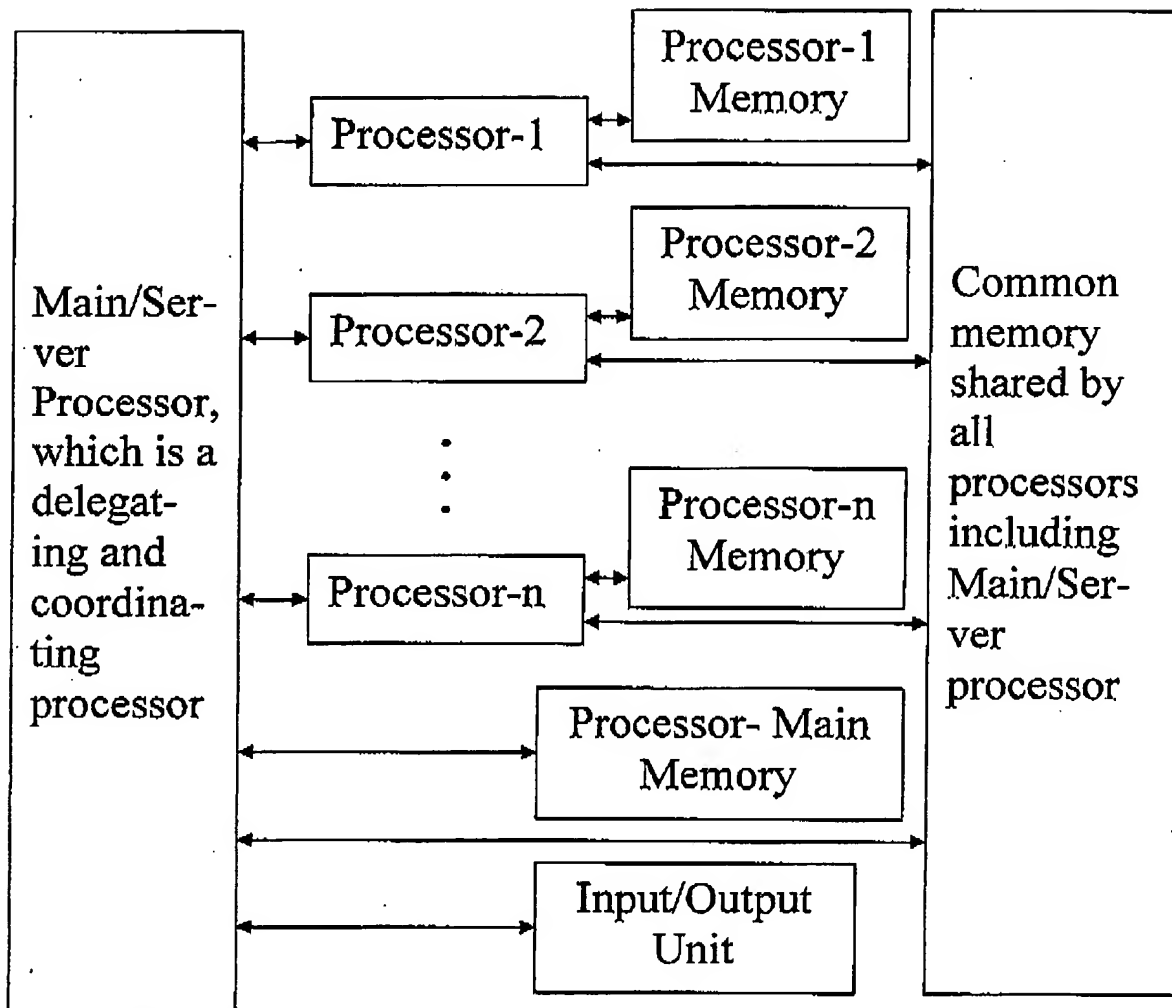 Main/Ser-
ver
Processor,
which is a
delegat-
ing and
coordina-
ting
processor
Processor-1
Processor-1
Memory
Processor-2
Processor-2
Memory
Processor-n
Processor-n
Memory
Processor- Main
Memory
Input/Output
Unit
Common
memory
shared by
all
processors
including
Main/Ser-
ver
processor